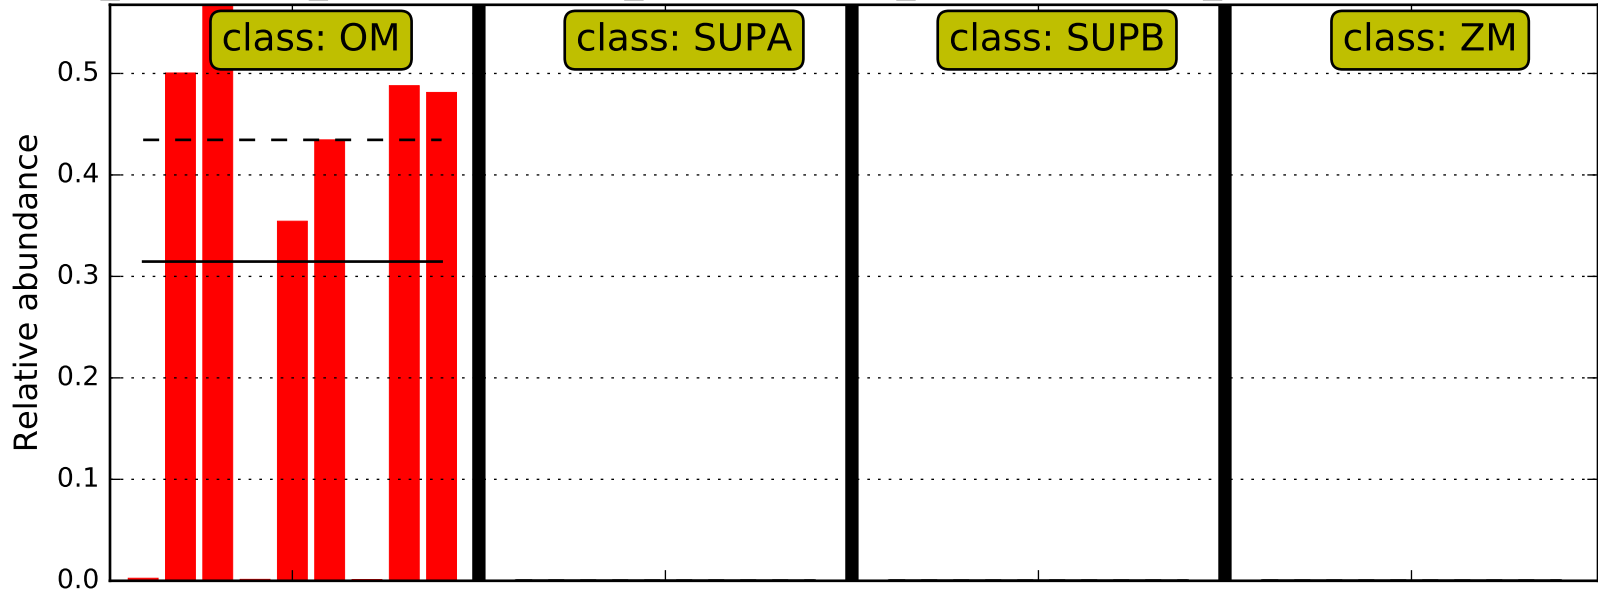 class: OM
class: SUPA
class: SUPB
class: ZM
Relative abundance
0.5
0.4
0.3
0.2
0.1
0.0